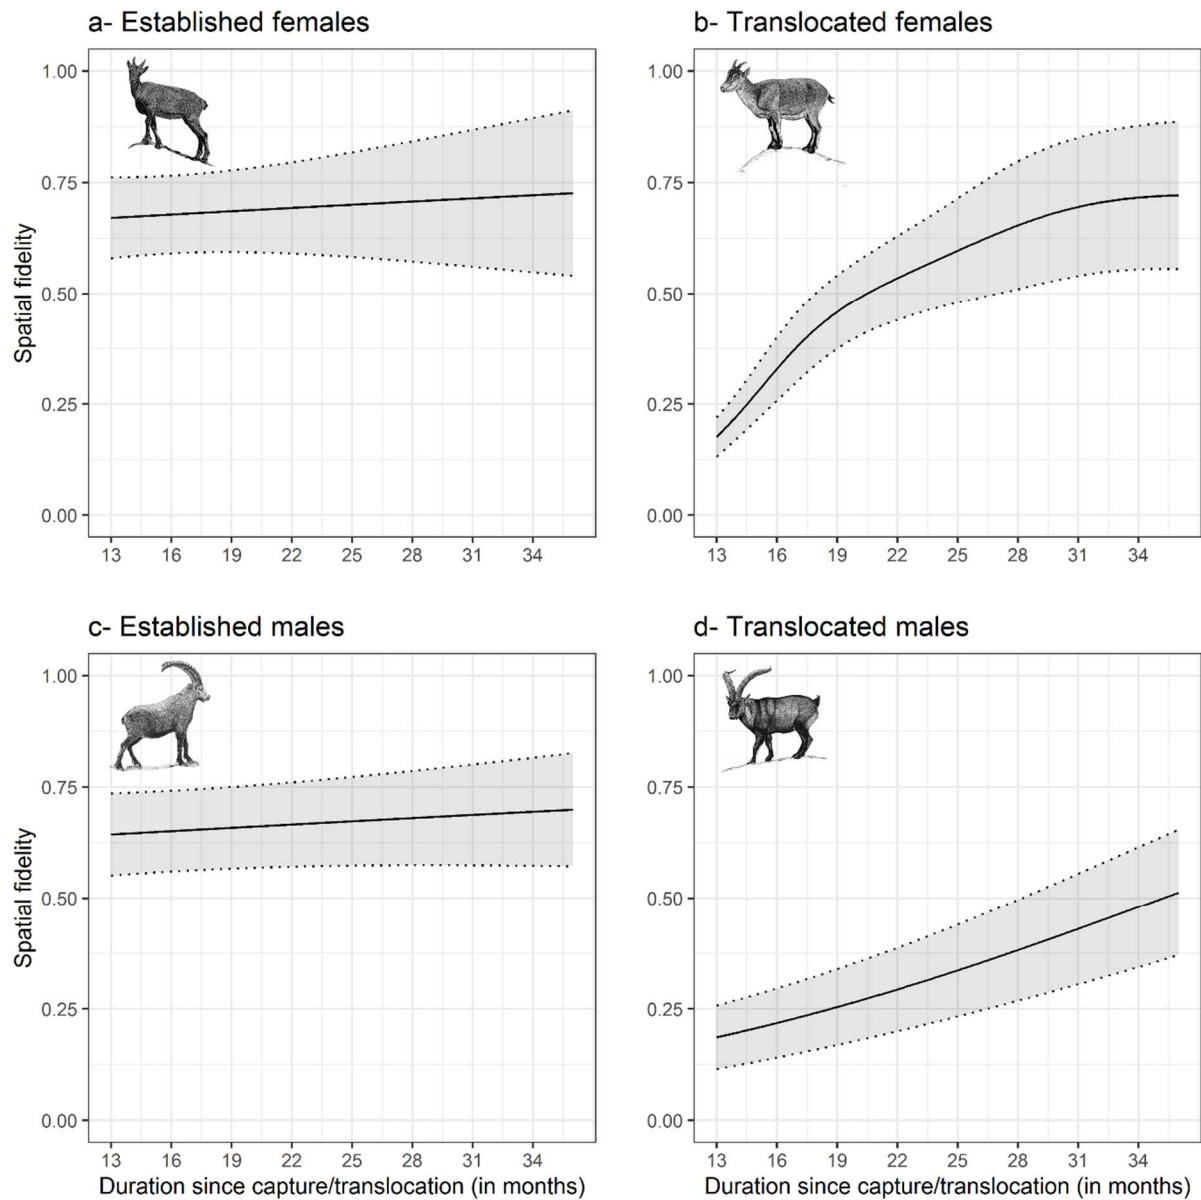 a- Established females
b- Translocated females
1.00
0.75
0.50
0.25
0.00
Spatial fidelity
13 16 19 22 25 28 31 34
1.00
0.75
0.50
0.25
0.00
13 16 19 22 25 28 31 34
c- Established males
d- Translocated males
1.00
0.75
0.50
0.25
0.00
Spatial fidelity
13 16 19 22 25 28 31 34
Duration since capture/translocation (in months)
1.00
0.75
0.50
0.25
0.00
13 16 19 22 25 28 31 34
Duration since capture/translocation (in months)